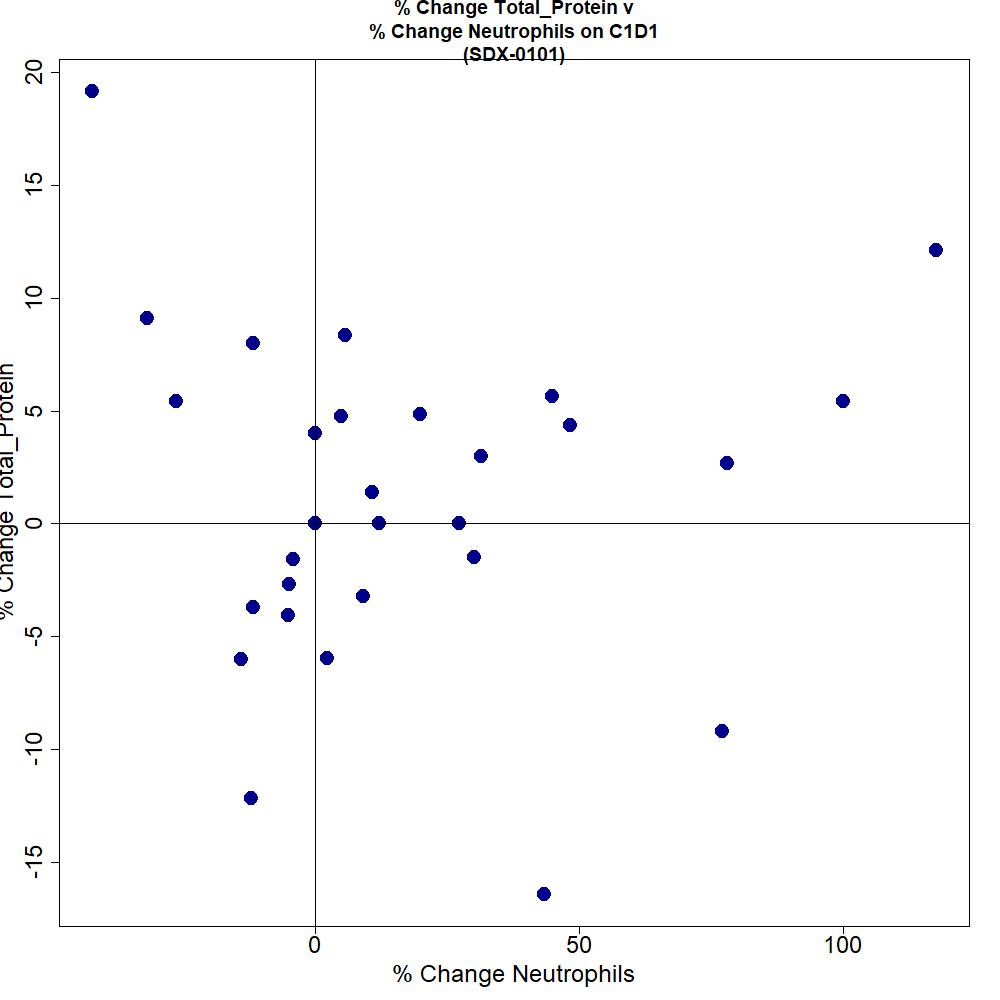 % Change Total_Protein v
% Change Neutrophils on C1D1
(SDX-0101)
20
15
10
5
0
-5
-10
-15
% Change Total_Protein
0
50
100
% Change Neutrophils